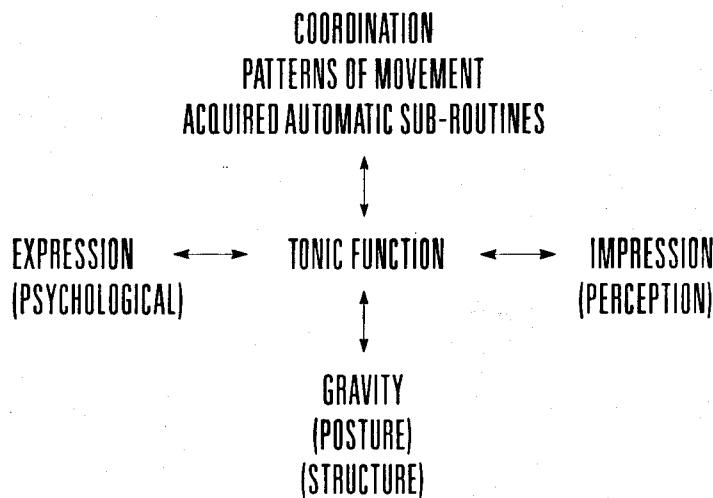 COORDINATION
PATTERNS OF MOVEMENT
ACQUIRED AUTOMATIC SUB-ROUTINES
EXPRESSION
(PSYCHOLOGICAL)
TONIC FUNCTION
IMPRESSION
(PERCEPTION)
GRAVITY
(POSTURE)
(STRUCTURE)